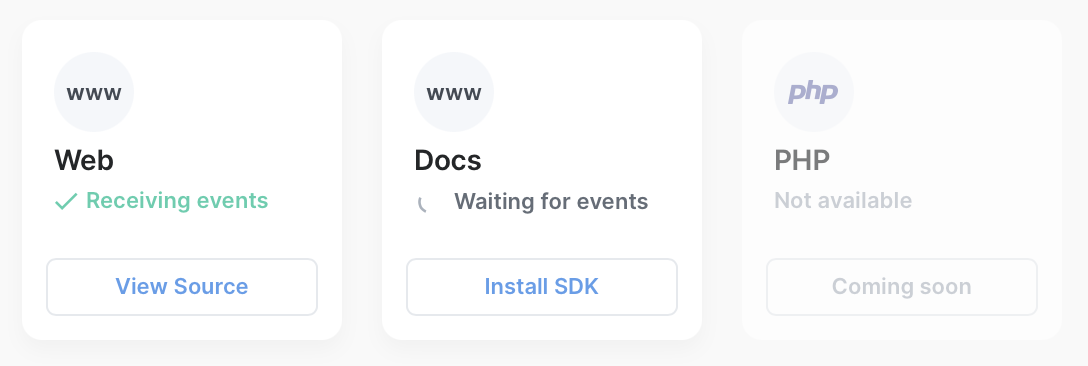 www
Web
Receiving events
View Source
www
Docs
Waiting for events
Install SDK
php
PHP
Not available
Coming soon